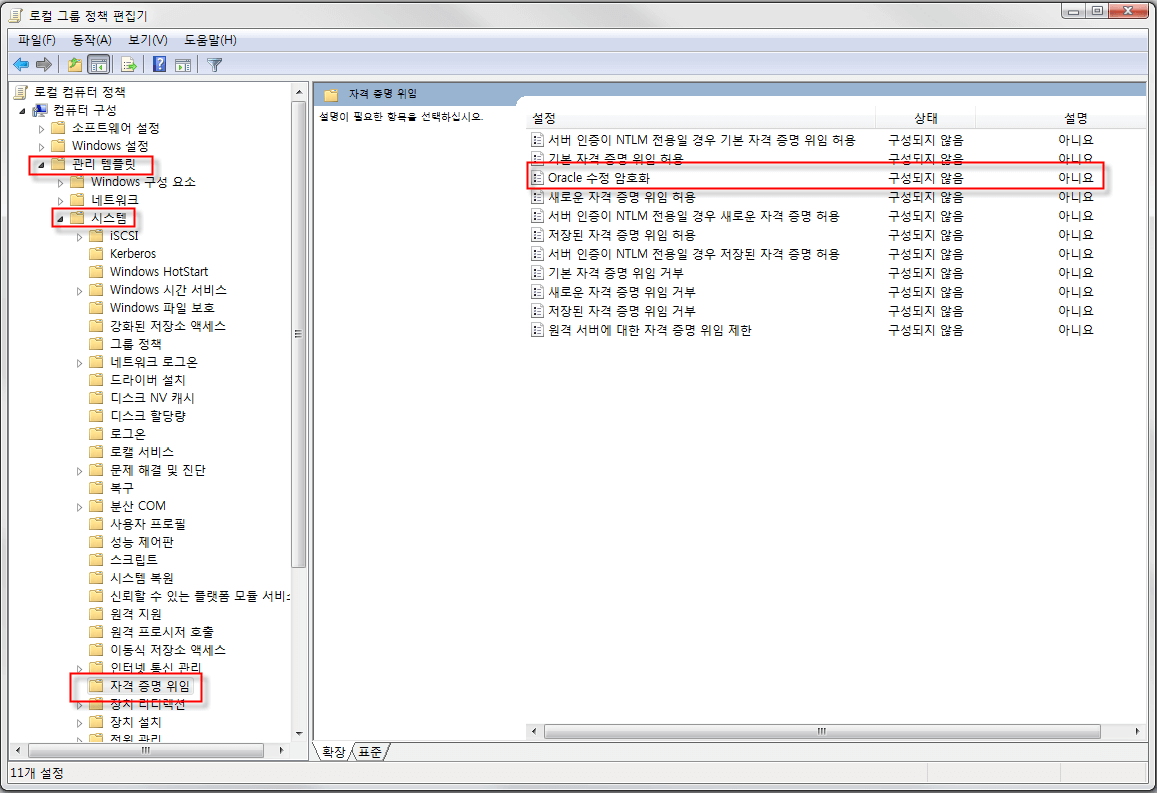 로컬 그룹 정책 편집기
파일(F) 동작(A) 보기(V) 도움말(H)
로컬 컴퓨터 정책
컴퓨터 구성
소프트웨어 설정
Windows 설정
관리 템플릿
Windows 구성 요소
네트워크
시스템
iSCSI
Kerberos
Windows HotStart
Windows 시간 서비스
Windows 파일 보호
강화된 저장소 액세스
그룹 정책
네트워크 로그온
드라이버 설치
디스크 NV 캐시
디스크 할당량
로그온
로캘 서비스
문제 해결 및 진단
복구
분산 COM
사용자 프로필
성능 제어판
스크립트
시스템 복원
신뢰할 수 있는 플랫폼 모듈 서비스
원격 지원
원격 프로시저 호출
이동식 저장소 액세스
인터넷 통신 관리
자격 증명 위임
장치 리디렉션
장치 설치
전원 관리
자격 증명 위임
설명이 필요한 항목을 선택하십시오.
설정 상태 설명
서버 인증이 NTLM 전용일 경우 기본 자격 증명 위임 허용 구성되지 않음 아니요
기본 자격 증명 위임 허용 구성되지 않음 아니요
Oracle 수정 암호화 구성되지 않음 아니요
새로운 자격 증명 위임 허용 구성되지 않음 아니요
서버 인증이 NTLM 전용일 경우 새로운 자격 증명 허용 구성되지 않음 아니요
저장된 자격 증명 위임 허용 구성되지 않음 아니요
서버 인증이 NTLM 전용일 경우 저장된 자격 증명 허용 구성되지 않음 아니요
기본 자격 증명 위임 거부 구성되지 않음 아니요
새로운 자격 증명 위임 거부 구성되지 않음 아니요
저장된 자격 증명 위임 거부 구성되지 않음 아니요
원격 서버에 대한 자격 증명 위임 제한 구성되지 않음 아니요
확장 표준
11개 설정